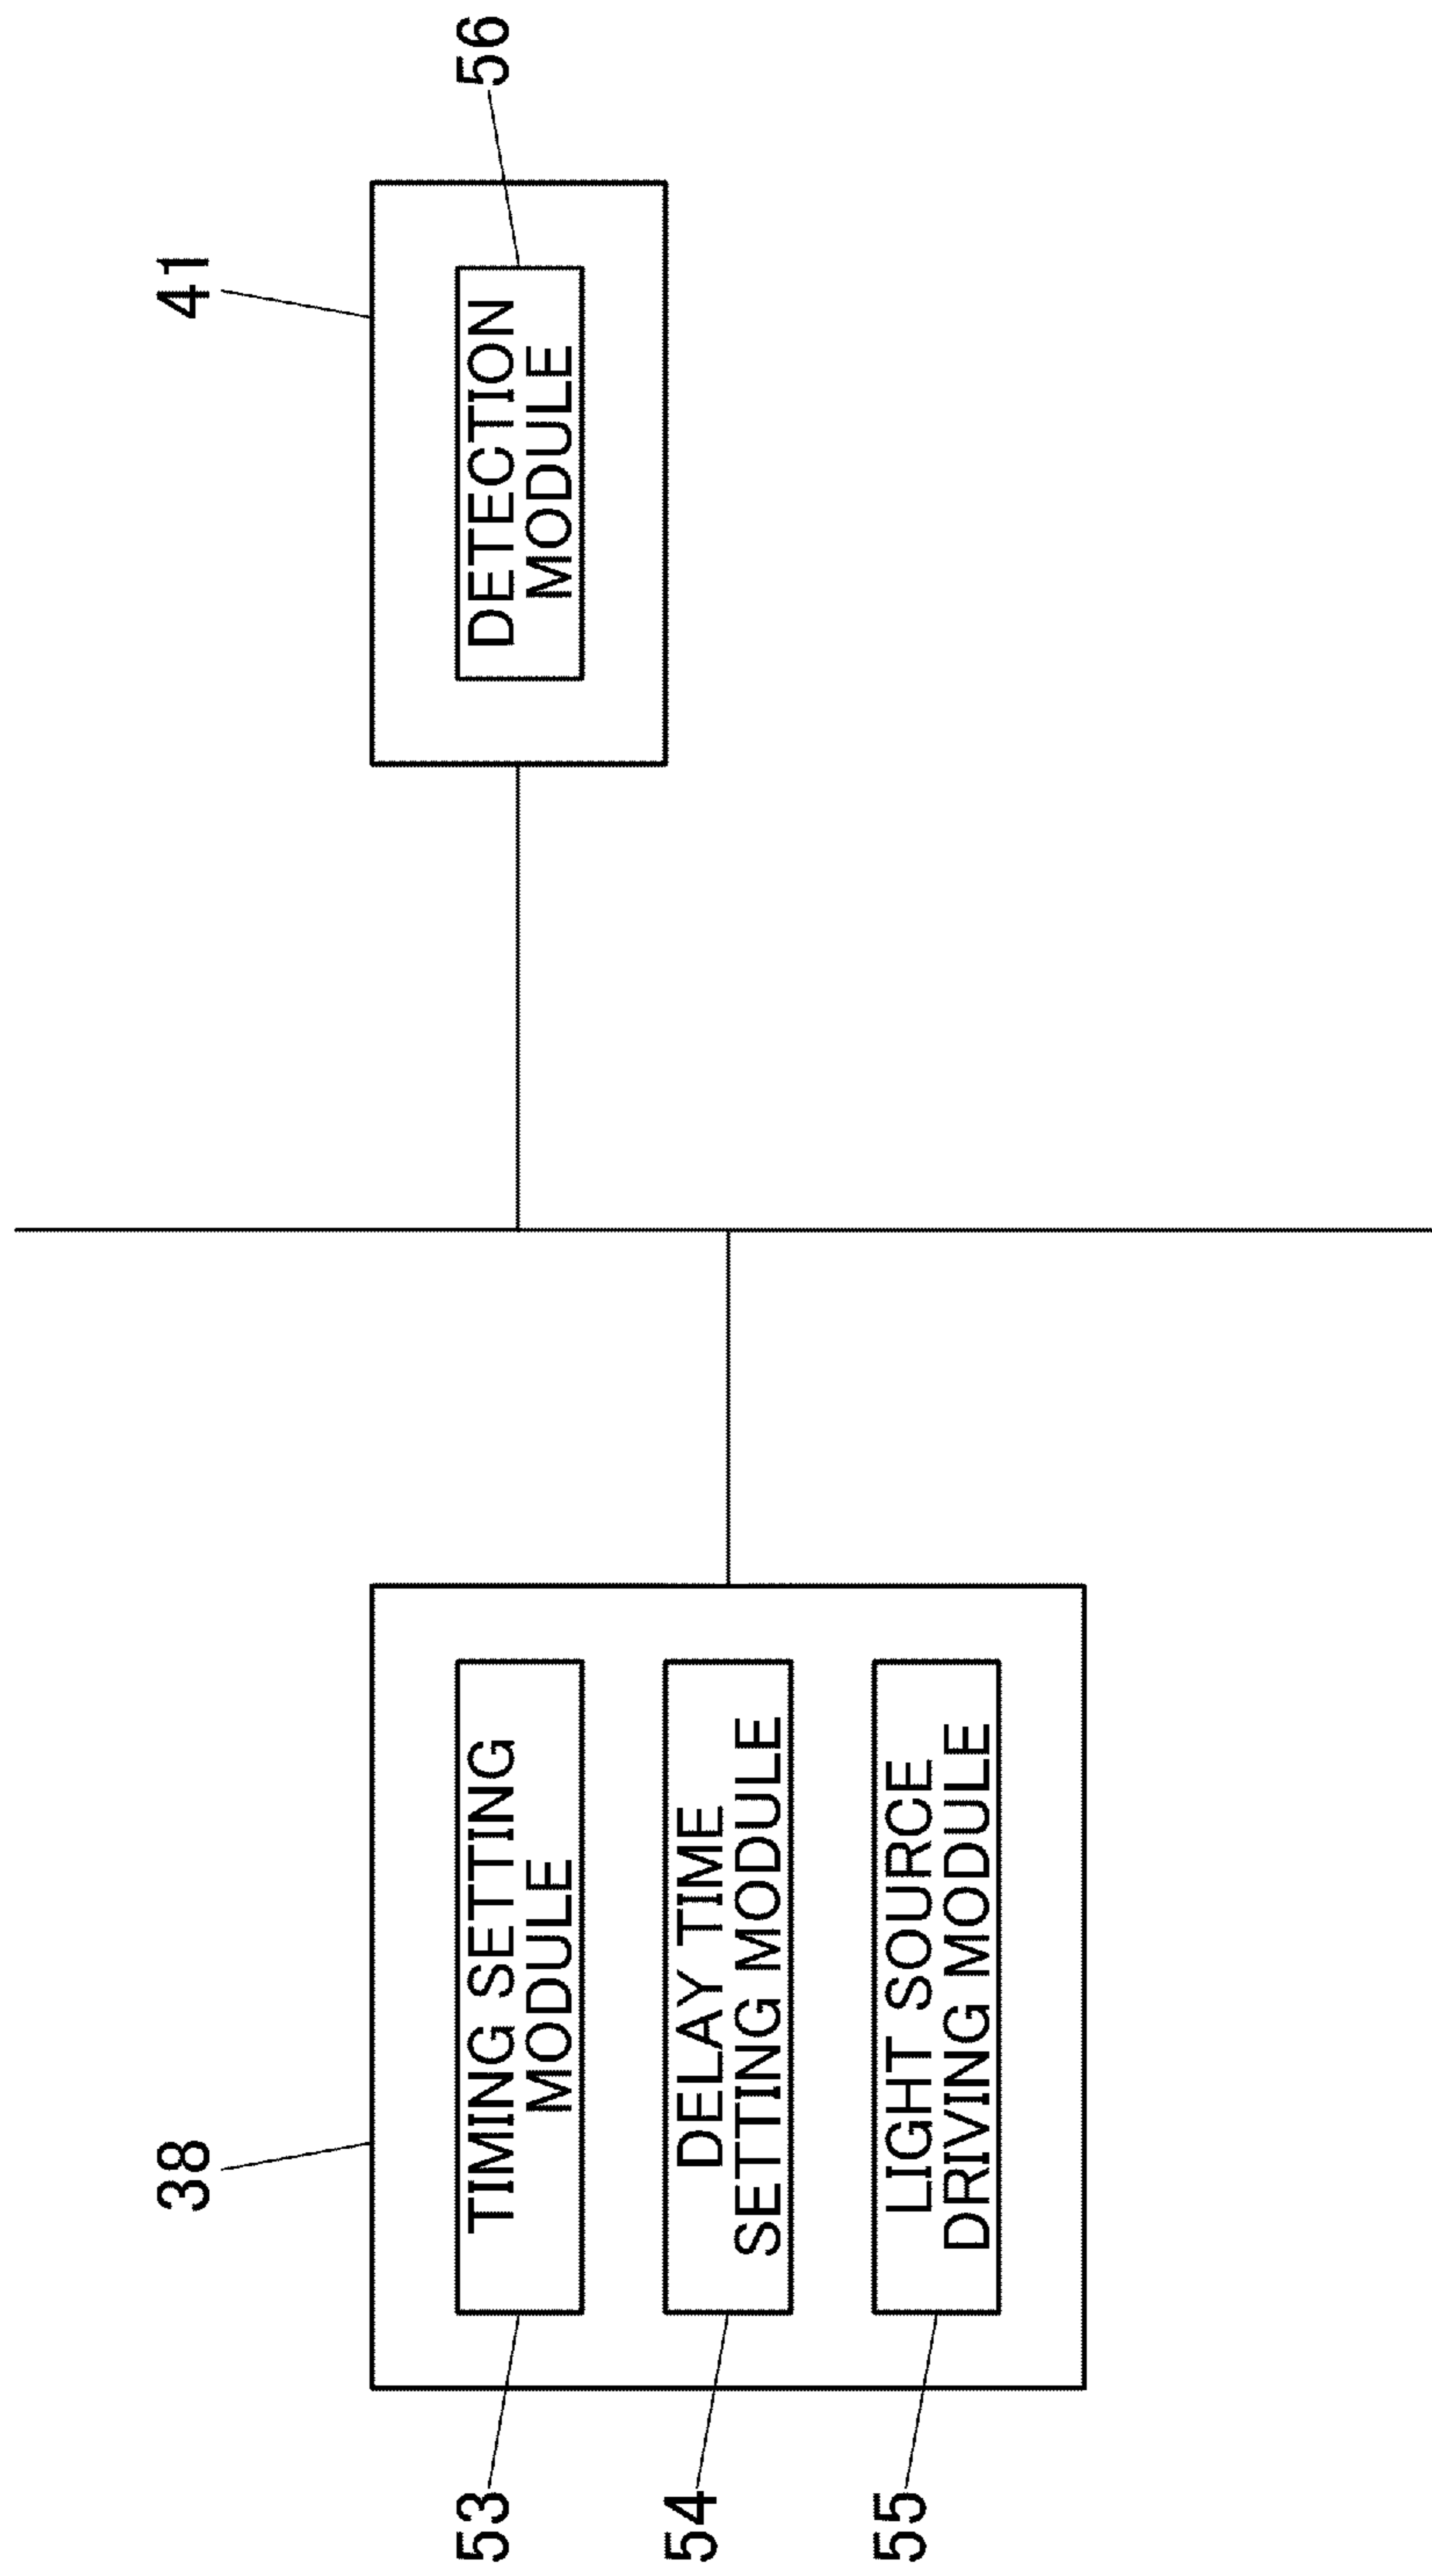 38
53
TIMING SETTING
MODULE
54
DELAY TIME
SETTING MODULE
55
LIGHT SOURCE
DRIVING MODULE
41
DETECTION
MODULE
56